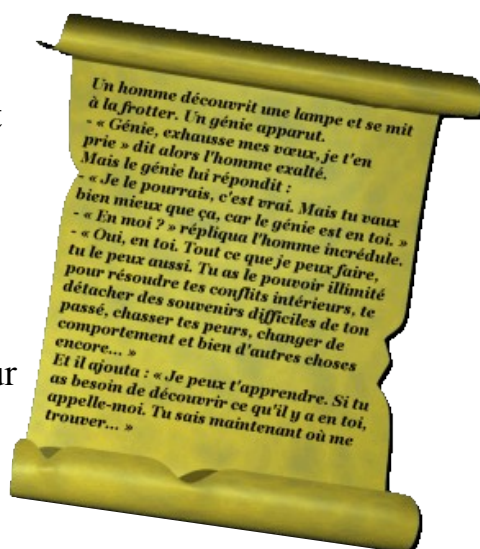 t
Un homme découvrit une lampe et se mit
à la frotter. Un génie apparut.
- « Génie, exhausse mes vœux, je t'en
prie » dit alors l'homme exalté.
Mais le génie lui répondit :
- « Je le pourrais, c'est vrai. Mais tu vaux
bien mieux que ça, car le génie est en toi. »
- « En moi ? » répliqua l'homme incrédule.
- « Oui, en toi. Tout ce que je peux faire,
tu le peux aussi. Tu as le pouvoir illimité
pour résoudre tes conflits intérieurs, te
détacher des souvenirs difficiles de ton
passé, chasser tes peurs, changer de
comportement et bien d'autres choses
encore... »
ur
Et il ajouta : « Je peux t'apprendre. Si tu
as besoin de découvrir ce qu'il y a en toi,
appelle-moi. Tu sais maintenant où me
trouver... »